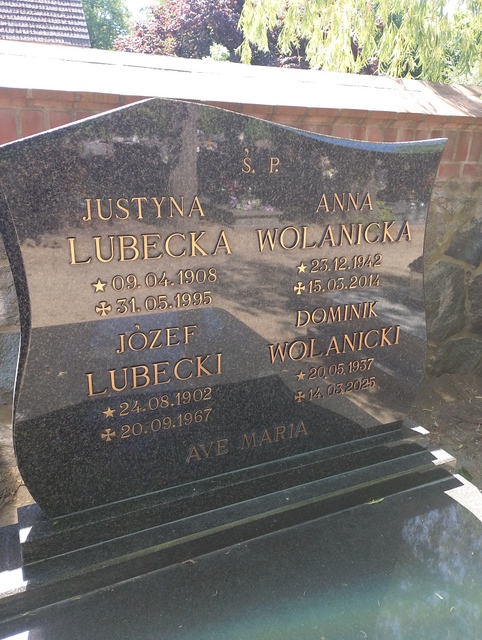 Ś. P.
JUSTYNA
LUBECKA
★ 09.04.1908
✠ 31.05.1995
JÓZEF
LUBECKI
★ 24.08.1902
✠ 20.09.1967
ANNA
WOLANICKA
★ 23.12.1942
✠ 15.03.2014
DOMINIK
WOLANICKI
★ 20.05.1937
✠ 14.03.2025
AVE MARIA